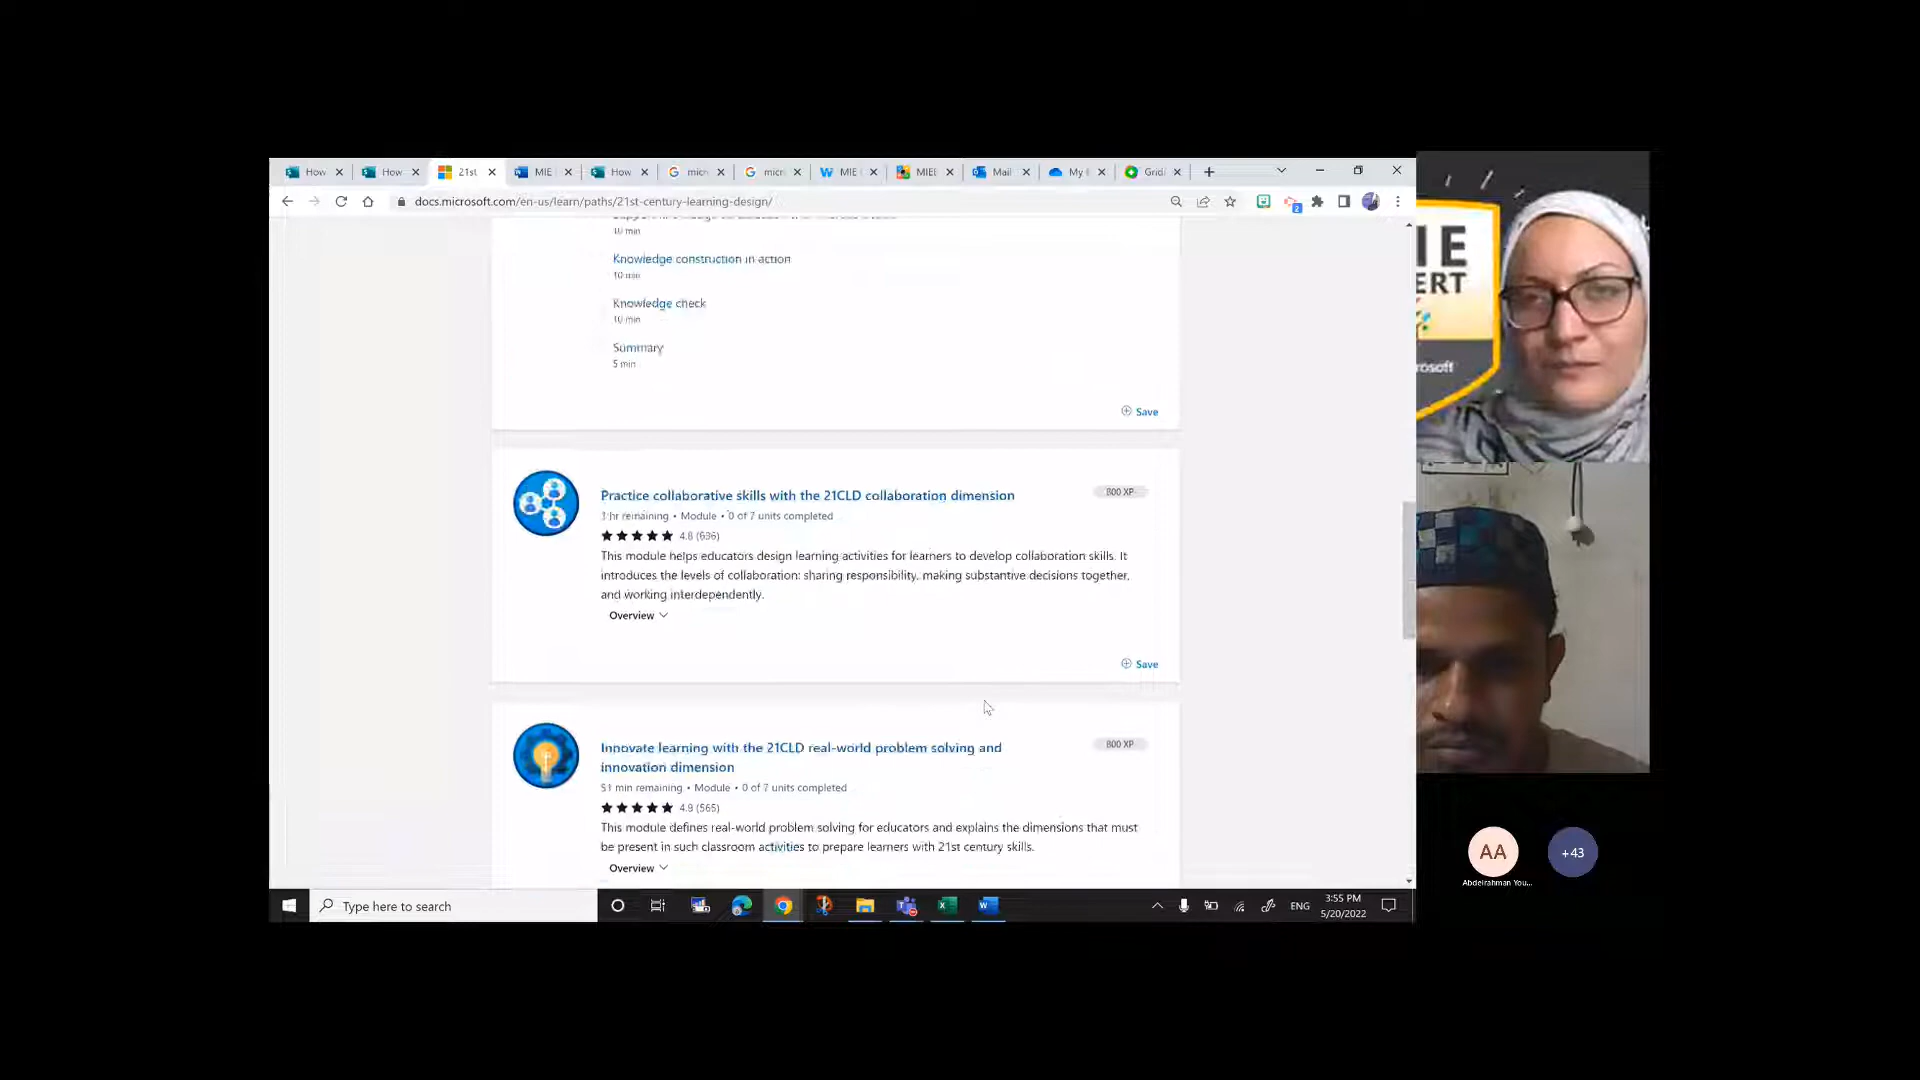 How
How
21st
MIE
How
micr
micr
MIE
MIEE
Mail
My
Grid
docs.microsoft.com/en-us/learn/paths/21st-century-learning-design/
10 min
Knowledge construction in action
10 min
Knowledge check
10 min
Summary
5 min
Save
Practice collaborative skills with the 21CLD collaboration dimension
800 XP
1 hr remaining • Module • 0 of 7 units completed
4.8 (636)
This module helps educators design learning activities for learners to develop collaboration skills. It
introduces the levels of collaboration: sharing responsibility, making substantive decisions together,
and working interdependently.
Overview
Save
Innovate learning with the 21CLD real-world problem solving and
innovation dimension
800 XP
51 min remaining • Module • 0 of 7 units completed
4.9 (565)
This module defines real-world problem solving for educators and explains the dimensions that must
be present in such classroom activities to prepare learners with 21st century skills.
Overview
Type here to search
ENG
3:55 PM
5/20/2022
IE
ERT
rosoft
AA
+43
Abdelrahman You...